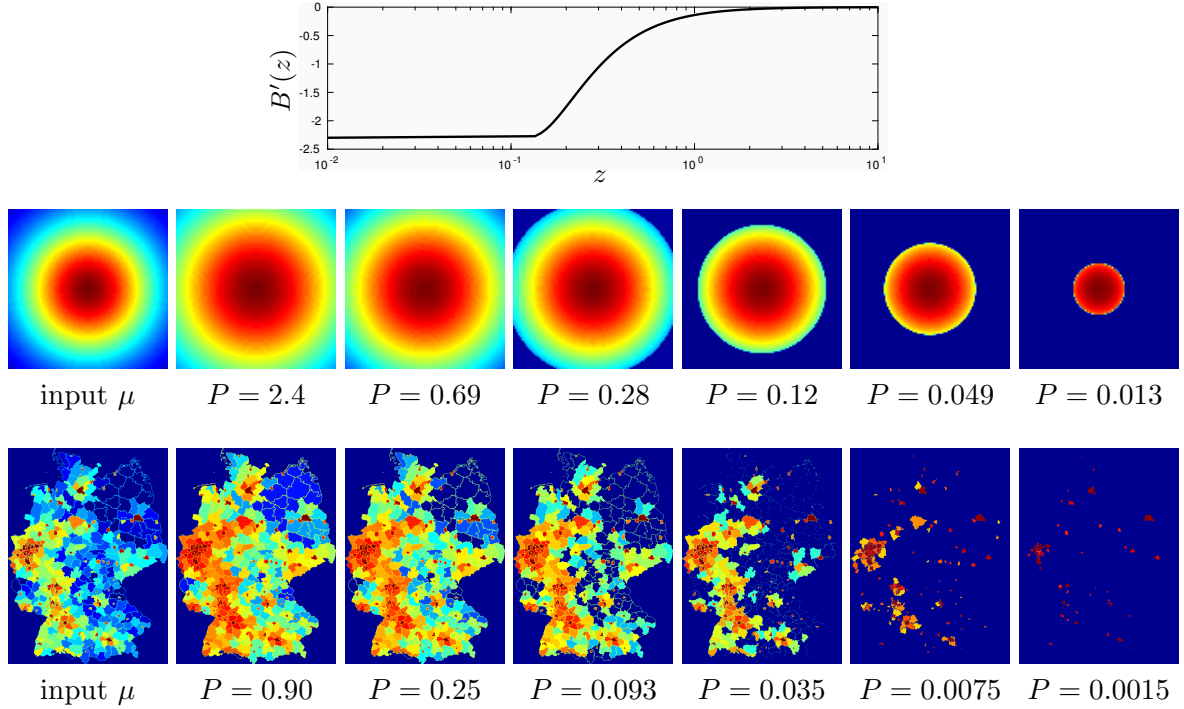 0
-0.5
-1
-1.5
-2
-2.5
B′(z)
10⁻² 10⁻¹ 10⁰ 10¹
z
input μ P = 2.4 P = 0.69 P = 0.28 P = 0.12 P = 0.049 P = 0.013
input μ P = 0.90 P = 0.25 P = 0.093 P = 0.035 P = 0.0075 P = 0.0015